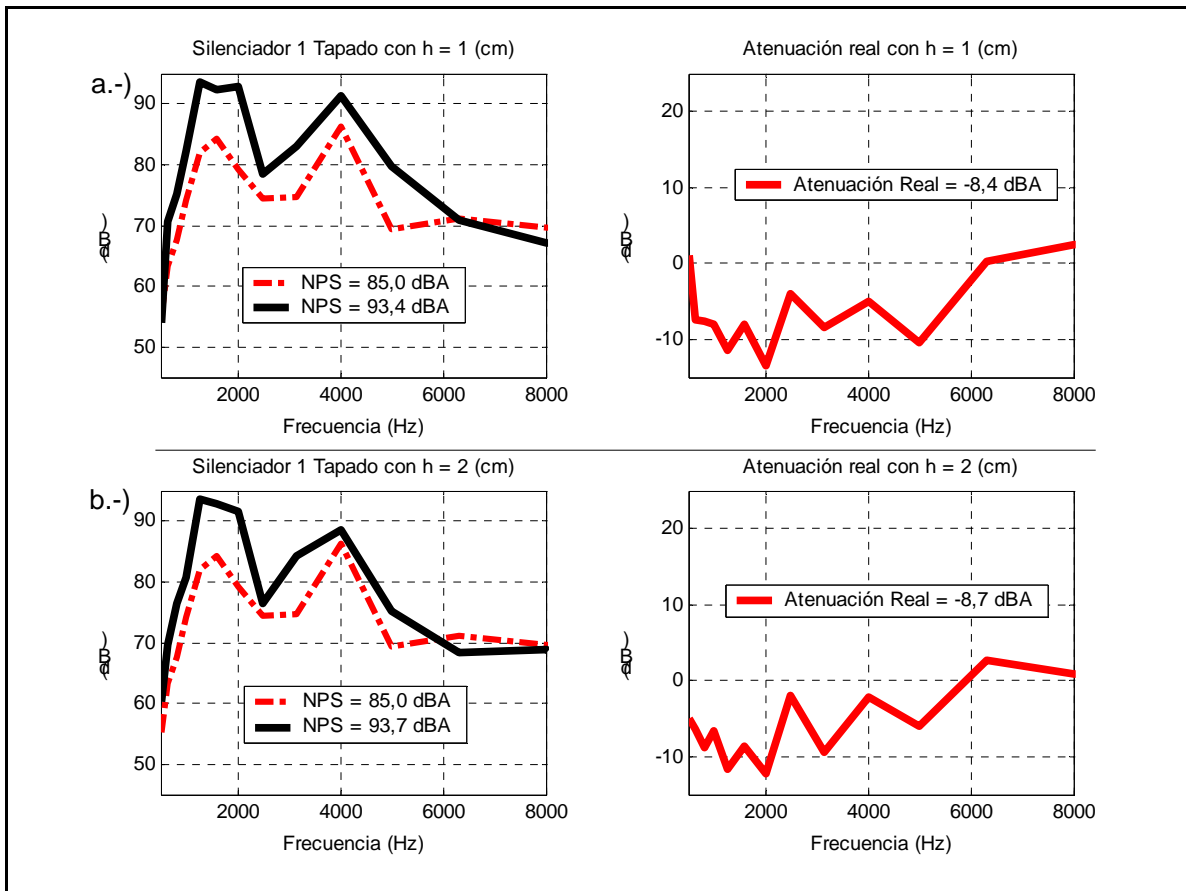 Silenciador 1 Tapado con h = 1 (cm)
Atenuación real con h = 1 (cm)
a.-)
90
80
70
60
50
(dB)
NPS = 85,0 dBA
NPS = 93,4 dBA
2000 4000 6000 8000
Frecuencia (Hz)
20
10
0
-10
(dB)
Atenuación Real = -8,4 dBA
2000 4000 6000 8000
Frecuencia (Hz)
Silenciador 1 Tapado con h = 2 (cm)
Atenuación real con h = 2 (cm)
b.-)
90
80
70
60
50
(dB)
NPS = 85,0 dBA
NPS = 93,7 dBA
2000 4000 6000 8000
Frecuencia (Hz)
20
10
0
-10
(dB)
Atenuación Real = -8,7 dBA
2000 4000 6000 8000
Frecuencia (Hz)